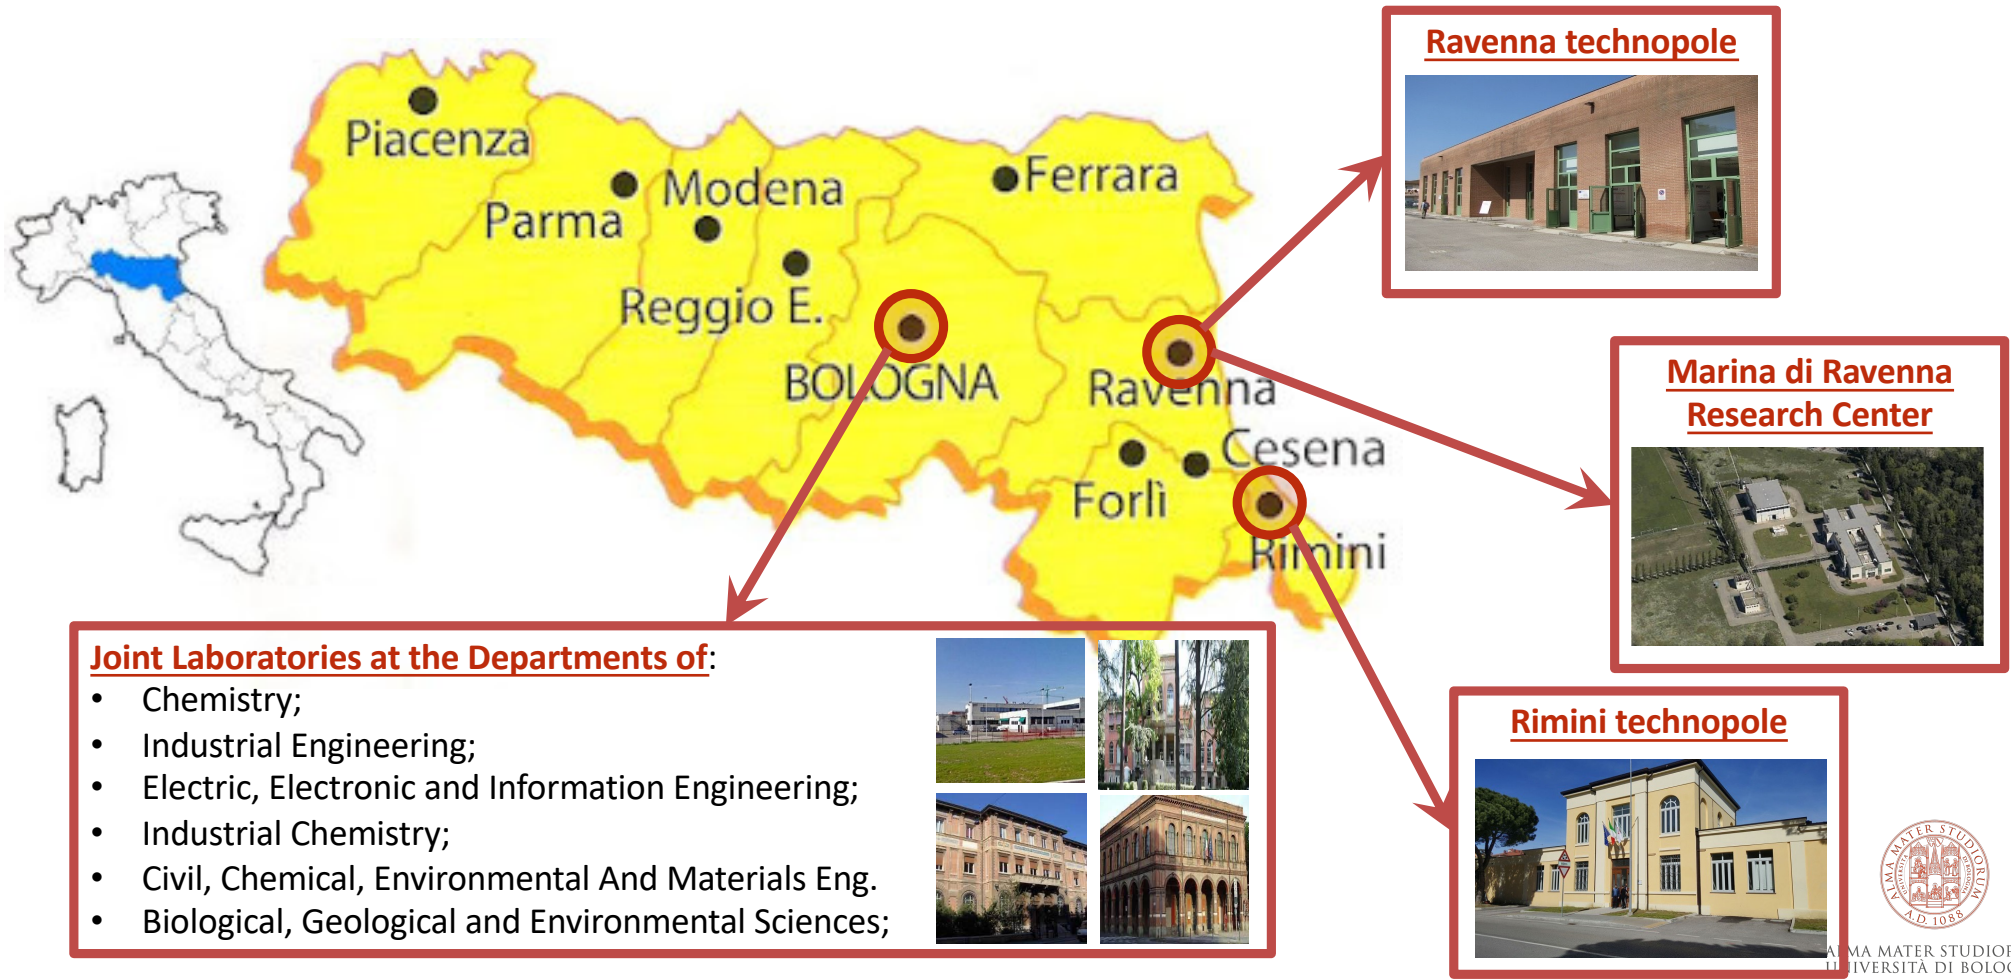 Ravenna technopole
Piacenza
Parma
Modena
Ferrara
Reggio E.
BOLOGNA
Ravenna
Cesena
Forlì
Rimini
Marina di Ravenna
Research Center
Joint Laboratories at the Departments of:
• Chemistry;
• Industrial Engineering;
• Electric, Electronic and Information Engineering;
• Industrial Chemistry;
• Civil, Chemical, Environmental And Materials Eng.
• Biological, Geological and Environmental Sciences;
Rimini technopole
ALMA MATER STUDIORUM
A.D. 1088
MATER
DI